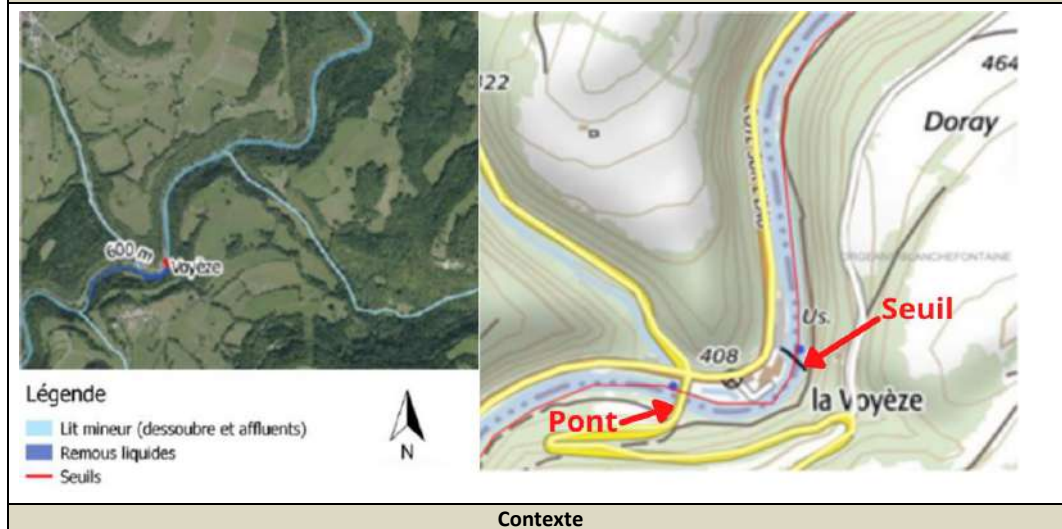 600 m
Voyèze
Légende
Lit mineur (dessoubre et affluents)
Remous liquides
Seuils
N
422
464
Doray
Us.
Seuil
408
la Voyèze
Pont
Contexte